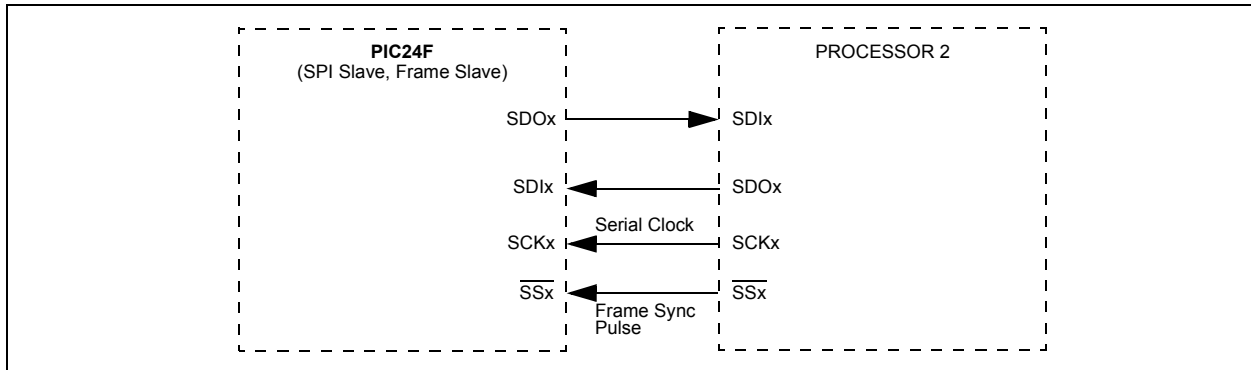 PIC24F
(SPI Slave, Frame Slave)
PROCESSOR 2
SDOx
SDIx
SDIx
SDOx
Serial Clock
SCKx
SCKx
SSx
SSx
Frame Sync
Pulse